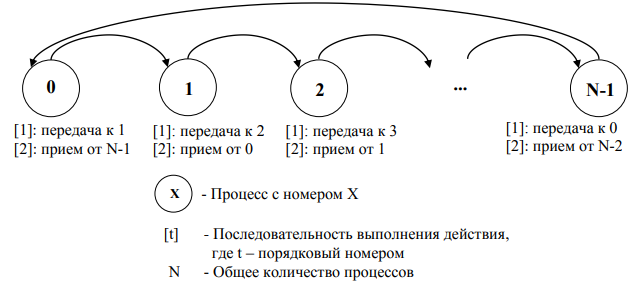 0
1
2
...
N-1
[1]: передача к 1
[2]: прием от N-1
[1]: передача к 2
[2]: прием от 0
[1]: передача к 3
[2]: прием от 1
[1]: передача к 0
[2]: прием от N-2
X - Процесс с номером X
[t] - Последовательность выполнения действия,
где t – порядковый номером
N - Общее количество процессов